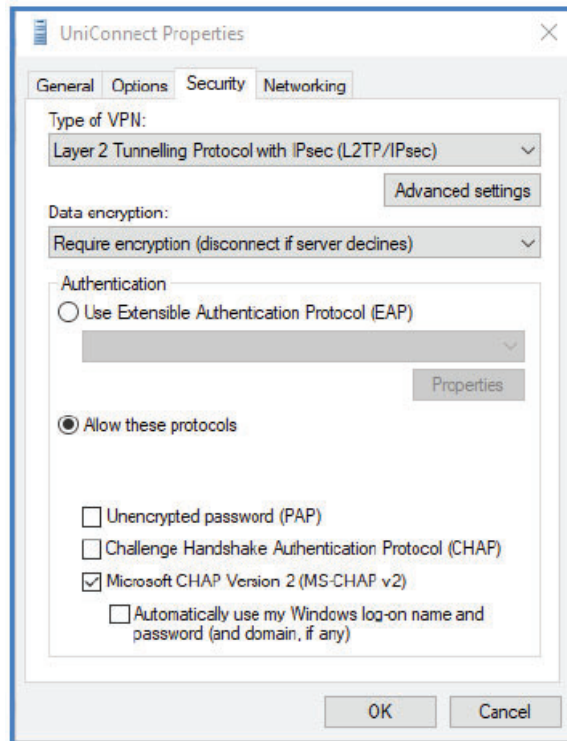 UniConnect Properties
General Options Security Networking
Type of VPN:
Layer 2 Tunnelling Protocol with IPsec (L2TP/IPsec)
Advanced settings
Data encryption:
Require encryption (disconnect if server declines)
Authentication
Use Extensible Authentication Protocol (EAP)
Properties
Allow these protocols
Unencrypted password (PAP)
Challenge Handshake Authentication Protocol (CHAP)
Microsoft CHAP Version 2 (MS-CHAP v2)
Automatically use my Windows log-on name and
password (and domain, if any)
OK Cancel